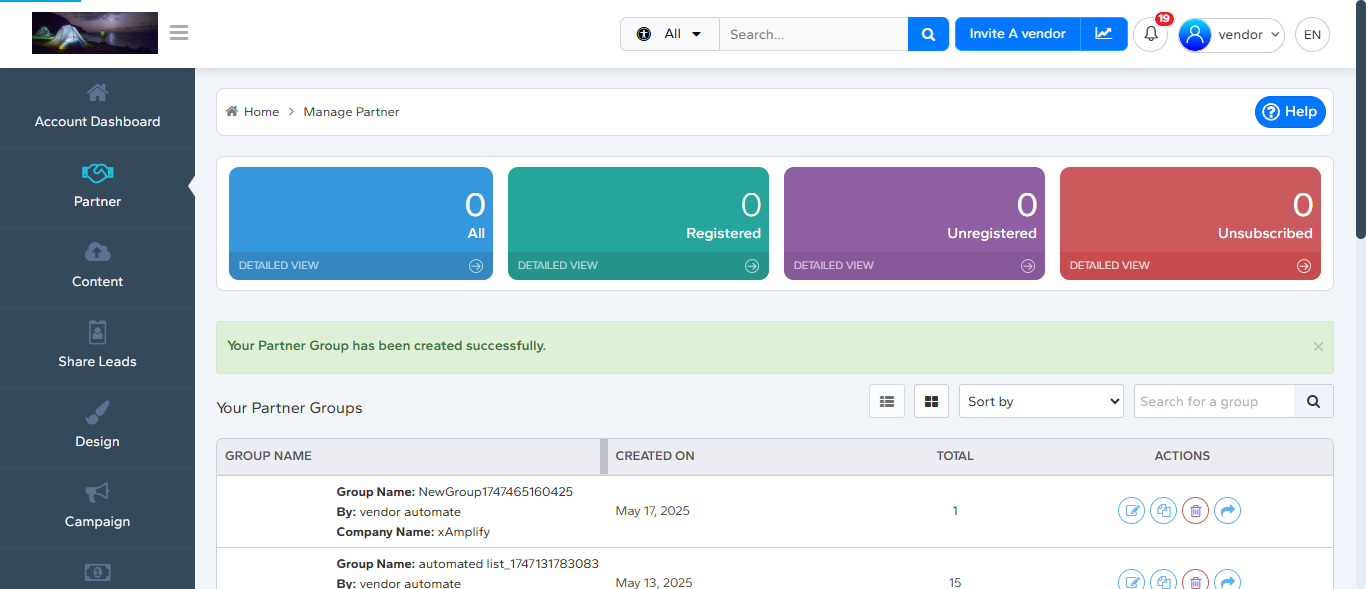 All
Search...
Invite A vendor
19
vendor
EN
Account Dashboard
Partner
Content
Share Leads
Design
Campaign
Home
Manage Partner
Help
0
All
DETAILED VIEW
0
Registered
DETAILED VIEW
0
Unregistered
DETAILED VIEW
0
Unsubscribed
DETAILED VIEW
Your Partner Group has been created successfully.
×
Your Partner Groups
Sort by
Search for a group
GROUP NAME
CREATED ON
TOTAL
ACTIONS
Group Name: NewGroup1747465160425
By: vendor automate
Company Name: xAmplify
May 17, 2025
1
Group Name: automated list_1747131783083
By: vendor automate
May 13, 2025
15